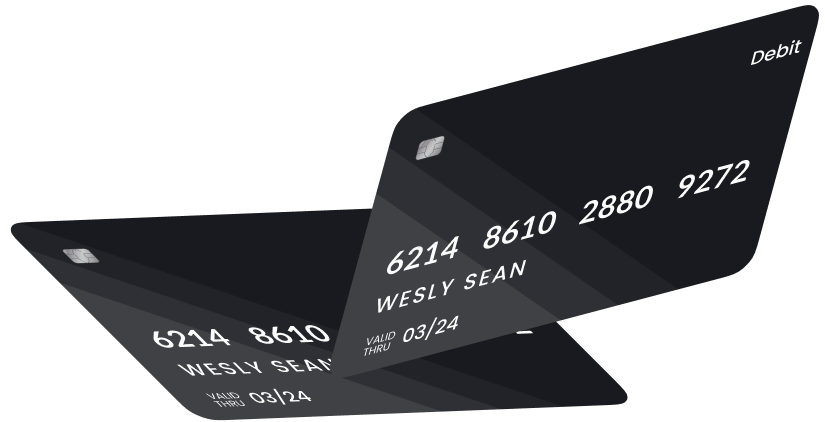 Debit
6214 8610 2880 9272
WESLY SEAN
VALID
THRU 03/24
6214 8610
WESLY SEAN
VALID
THRU 03/24